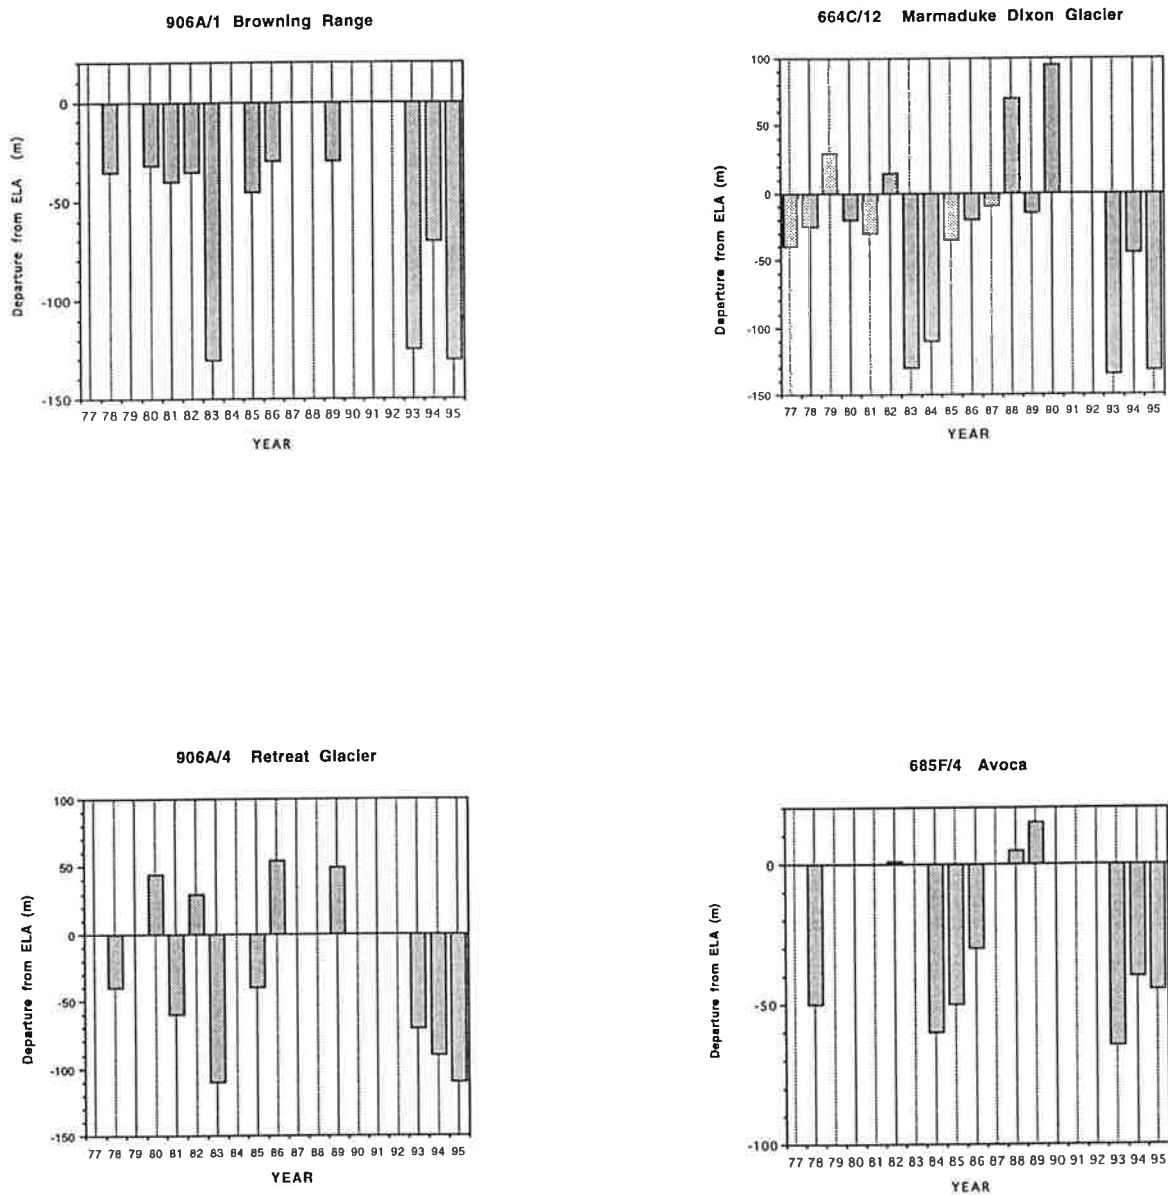 906A/1 Browning Range
0
-50
-100
-150
Departure from ELA (m)
77 78 79 80 81 82 83 84 85 86 87 88 89 90 91 92 93 94 95
YEAR
664C/12 Marmaduke Dixon Glacier
100
50
0
-50
-100
-150
Departure from ELA (m)
77 78 79 80 81 82 83 84 85 86 87 88 89 90 91 92 93 94 95
YEAR
906A/4 Retreat Glacier
100
50
0
-50
-100
-150
Departure from ELA (m)
77 78 79 80 81 82 83 84 85 86 87 88 89 90 91 92 93 94 95
YEAR
685F/4 Avoca
0
-50
-100
Departure from ELA (m)
77 78 79 80 81 82 83 84 85 86 87 88 89 90 91 92 93 94 95
YEAR